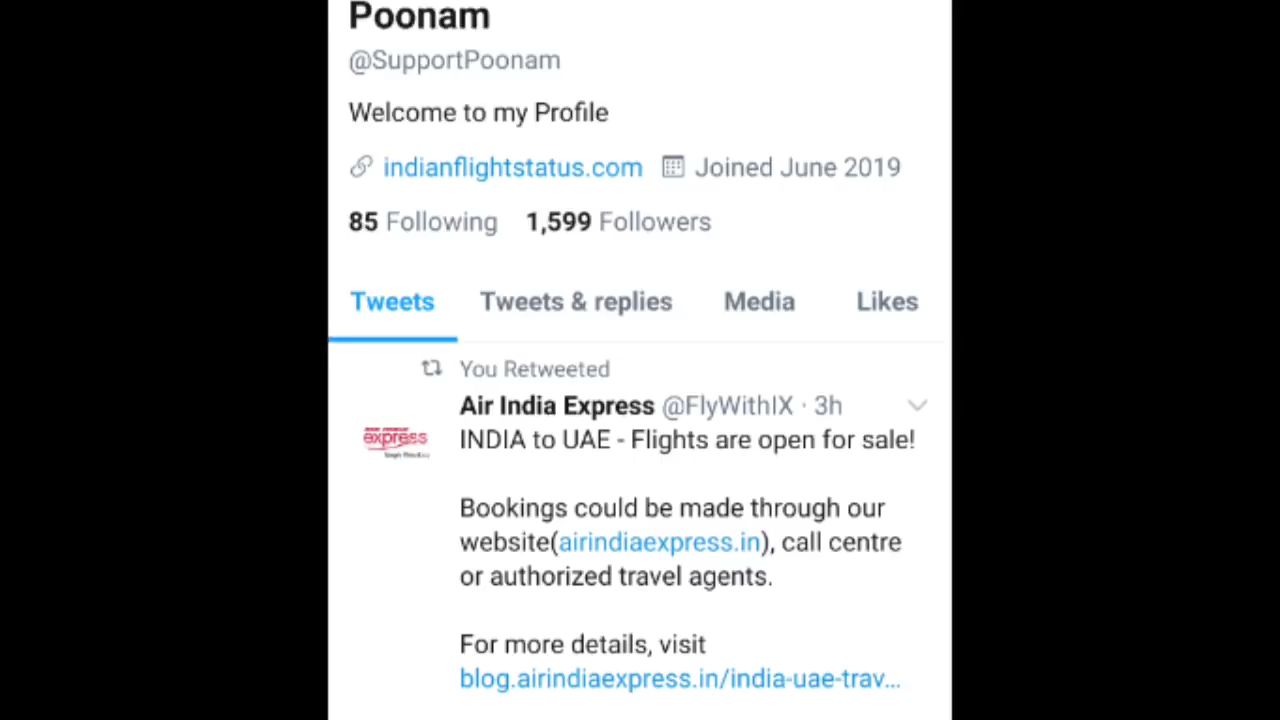 Poonam
@SupportPoonam
Welcome to my Profile
indianflightstatus.com Joined June 2019
85 Following 1,599 Followers
Tweets Tweets & replies Media Likes
You Retweeted
Air India Express @FlyWithIX · 3h
express
INDIA to UAE - Flights are open for sale!
Bookings could be made through our
website(airindiaexpress.in), call centre
or authorized travel agents.
For more details, visit
blog.airindiaexpress.in/india-uae-trav...